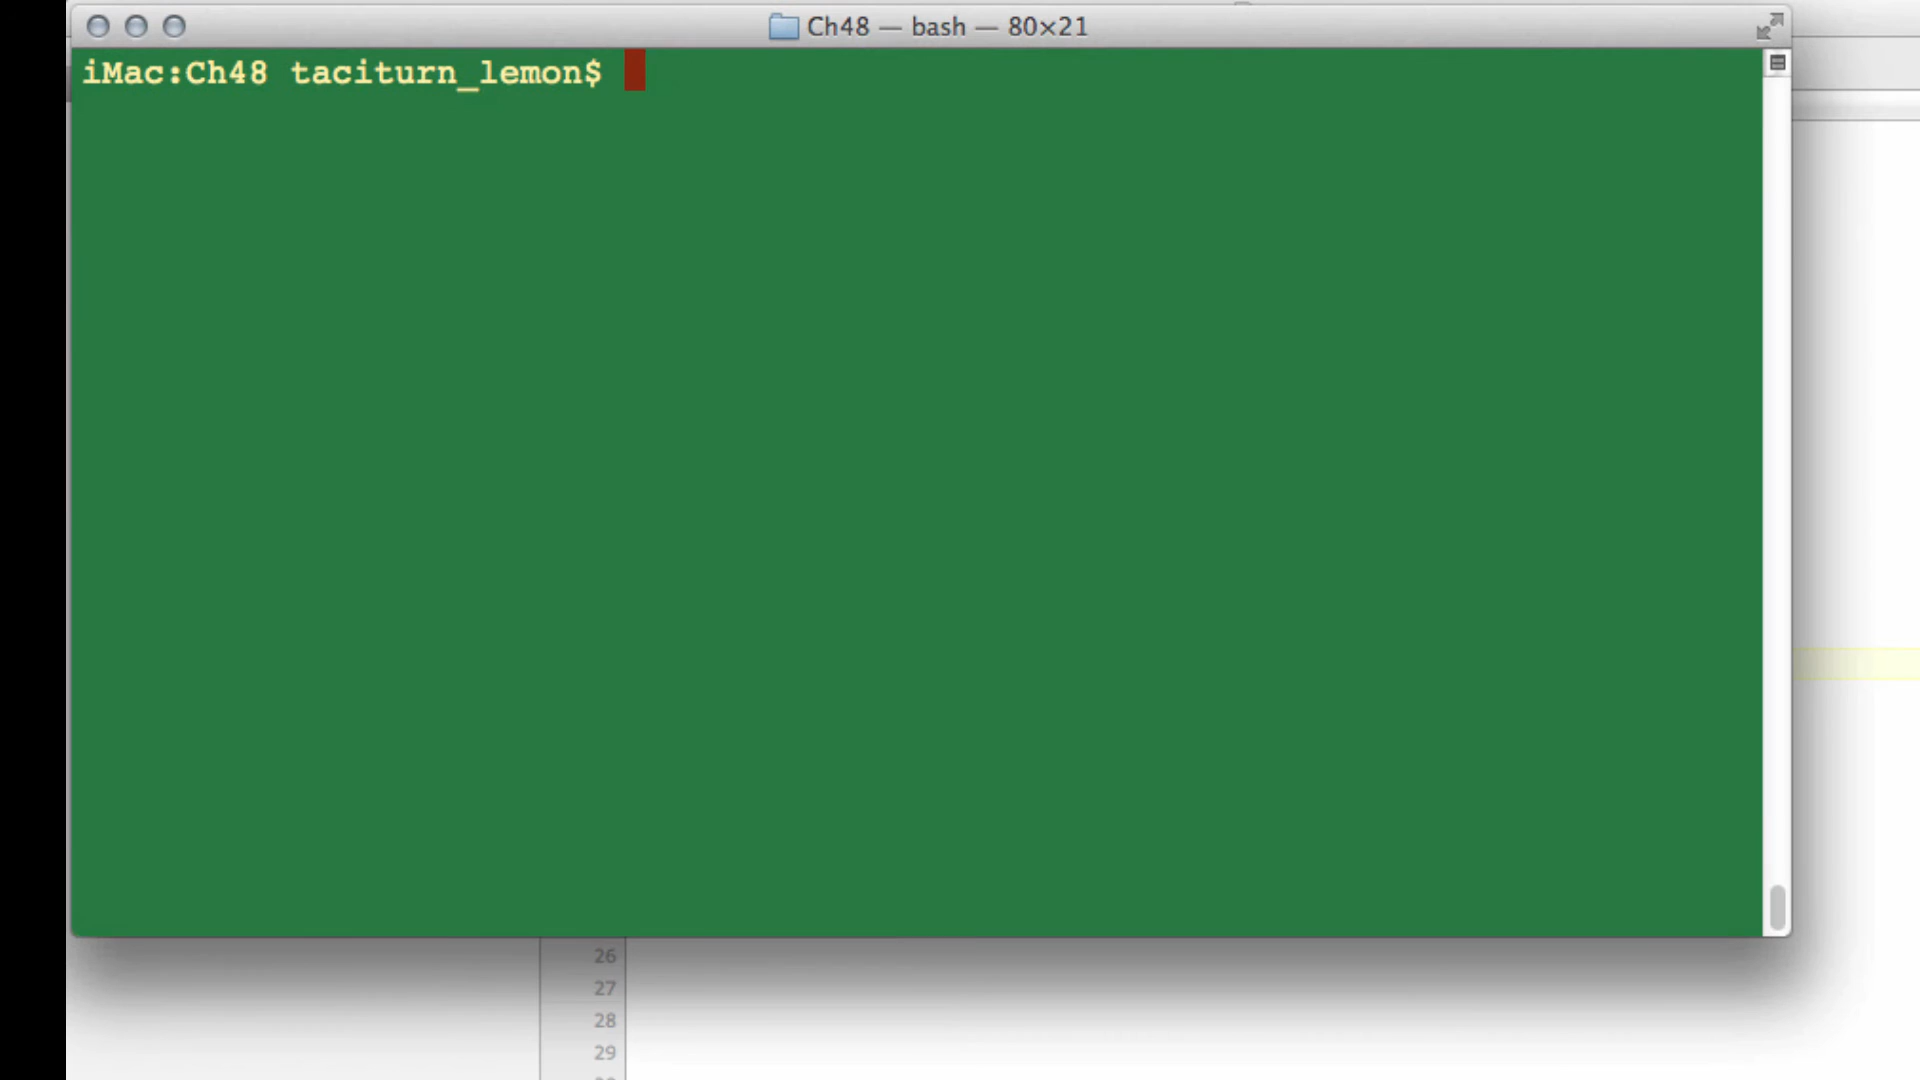 Ch48 — bash — 80×21
iMac:Ch48 taciturn_lemon$
26
27
28
29